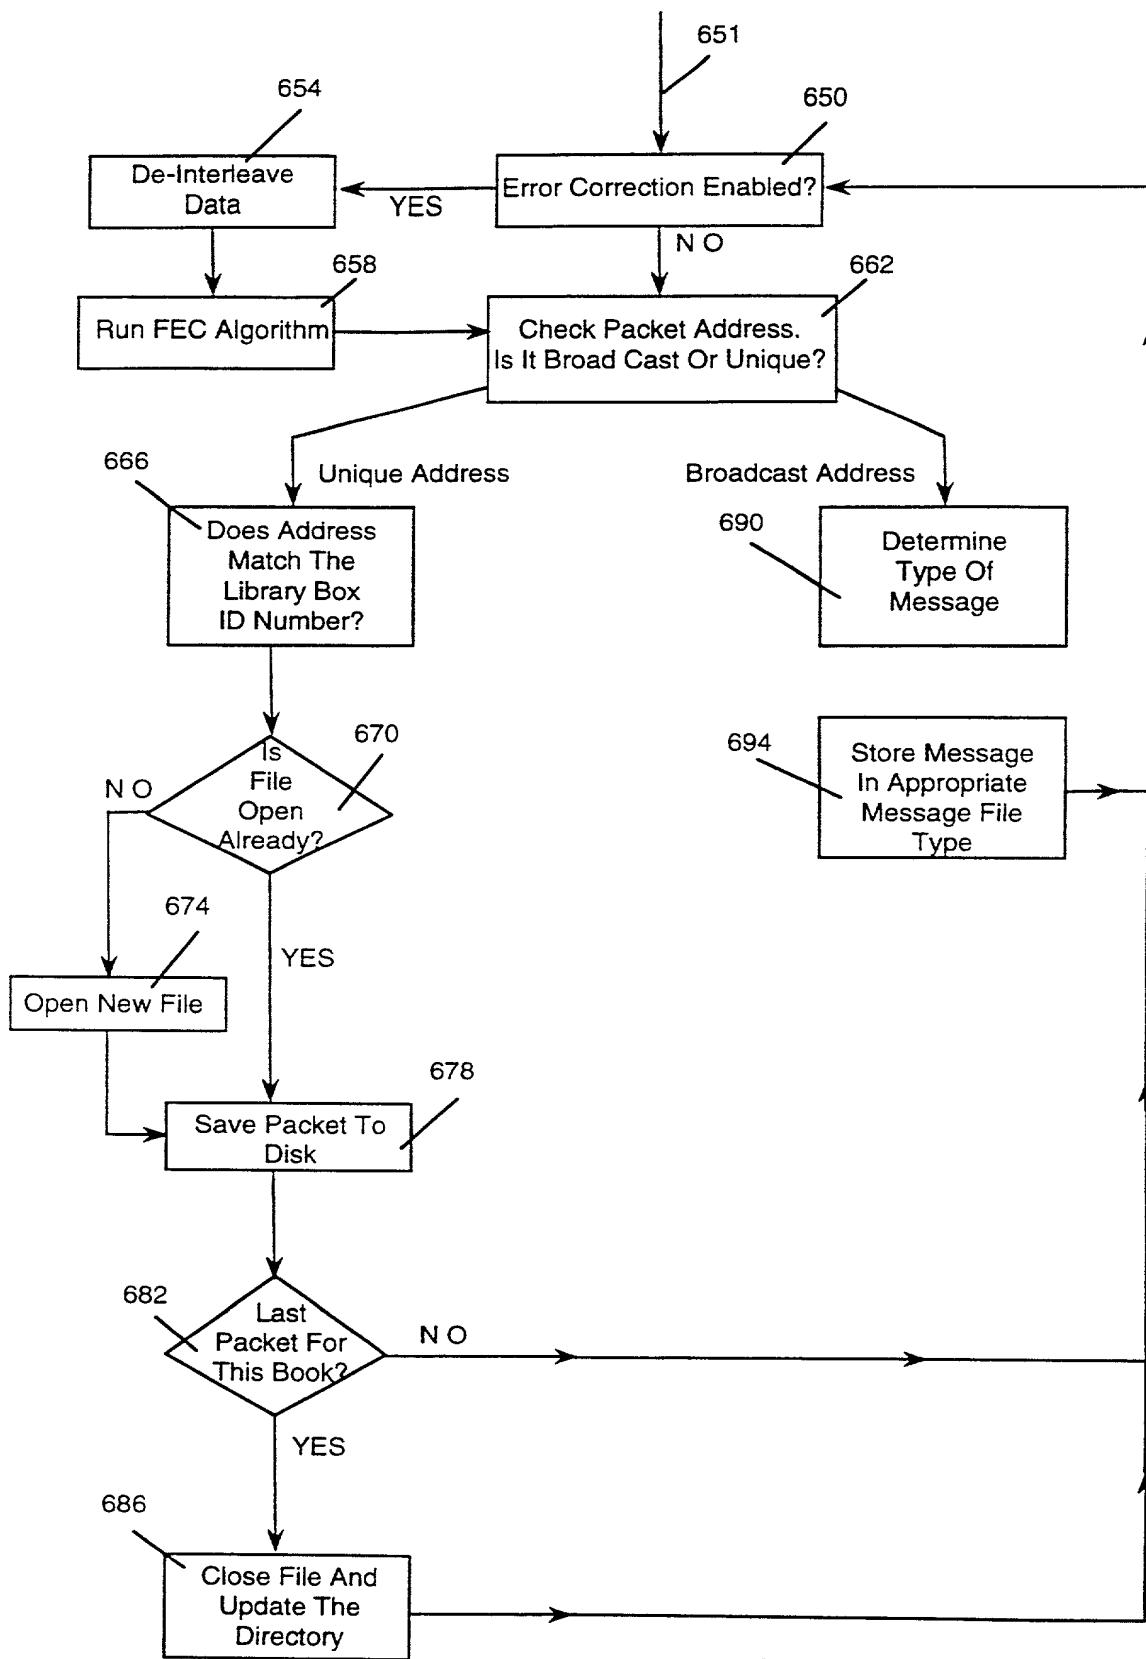 651
654
650
De-Interleave
Data
YES
Error Correction Enabled?
N O
658
662
Run FEC Algorithm
Check Packet Address.
Is It Broad Cast Or Unique?
666
Unique Address
Broadcast Address
690
Does Address
Match The
Library Box
ID Number?
Determine
Type Of
Message
670
694
Is
File
Open
Already?
N O
Store Message
In Appropriate
Message File
Type
674
YES
Open New File
678
Save Packet To
Disk
682
Last
Packet For
This Book?
N O
YES
686
Close File And
Update The
Directory